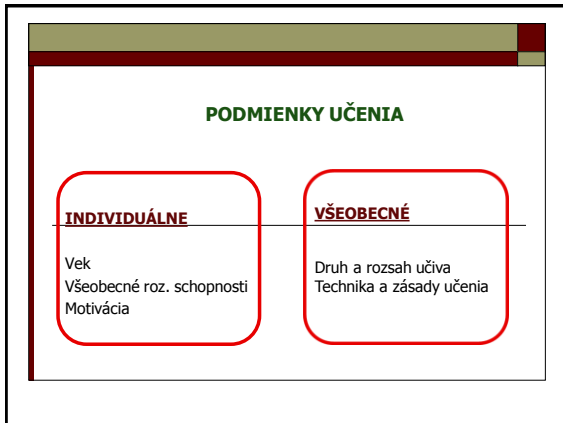 PODMIENKY UČENIA
INDIVIDUÁLNE
Vek
Všeobecné roz. schopnosti
Motivácia
VŠEOBECNÉ
Druh a rozsah učiva
Technika a zásady učenia